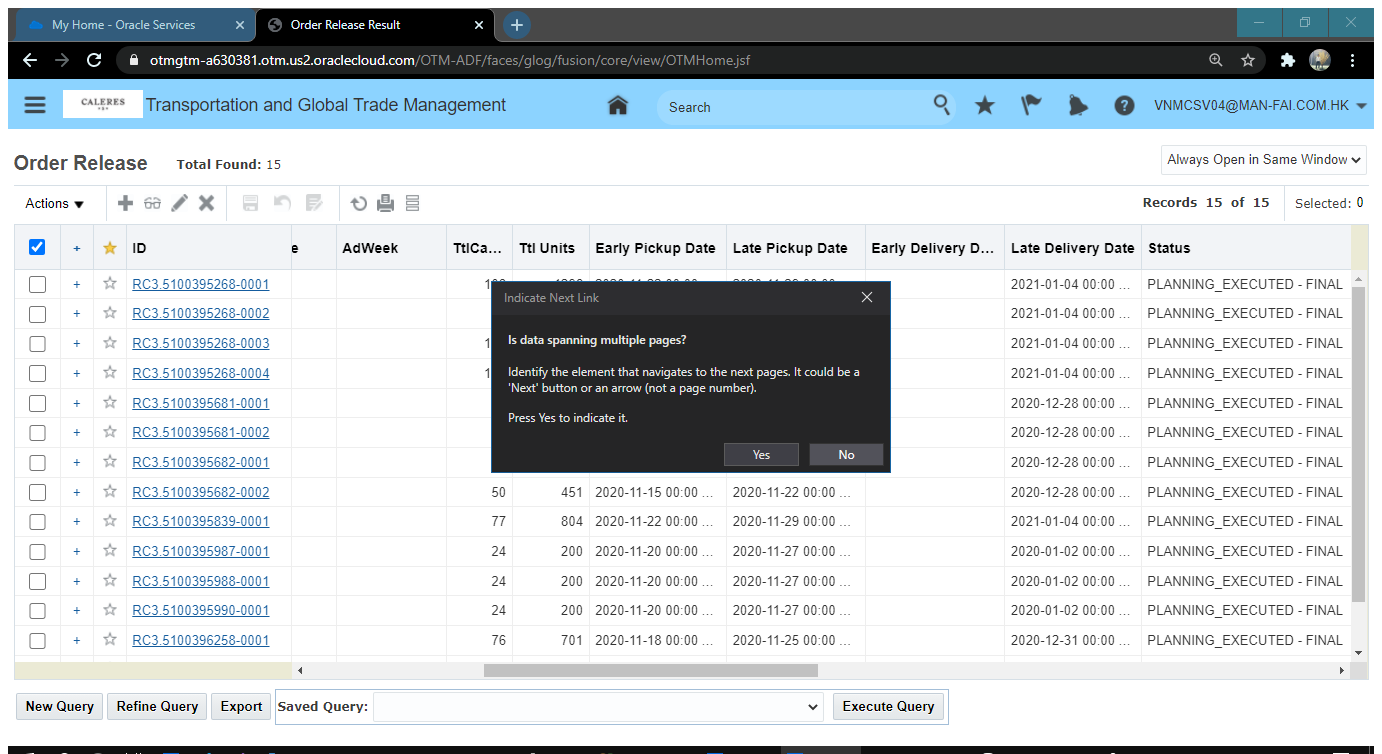 My Home - Oracle Services
Order Release Result
otmgtm-a630381.otm.us2.oraclecloud.com/OTM-ADF/faces/glog/fusion/core/view/OTMHome.jsf
CALERES Transportation and Global Trade Management Search VNMCSV04@MAN-FAI.COM.HK
Order Release Total Found: 15 Always Open in Same Window
Actions Records 15 of 15 Selected: 0
+ ID e AdWeek TtlCa... Ttl Units Early Pickup Date Late Pickup Date Early Delivery D... Late Delivery Date Status
+ RC3.5100395268-0001 2021-01-04 00:00 ... PLANNING_EXECUTED - FINAL
+ RC3.5100395268-0002 2021-01-04 00:00 ... PLANNING_EXECUTED - FINAL
+ RC3.5100395268-0003 2021-01-04 00:00 ... PLANNING_EXECUTED - FINAL
+ RC3.5100395268-0004 2021-01-04 00:00 ... PLANNING_EXECUTED - FINAL
+ RC3.5100395681-0001 2020-12-28 00:00 ... PLANNING_EXECUTED - FINAL
+ RC3.5100395681-0002 2020-12-28 00:00 ... PLANNING_EXECUTED - FINAL
+ RC3.5100395682-0001 2020-12-28 00:00 ... PLANNING_EXECUTED - FINAL
+ RC3.5100395682-0002 50 451 2020-11-15 00:00 ... 2020-11-22 00:00 ... 2020-12-28 00:00 ... PLANNING_EXECUTED - FINAL
+ RC3.5100395839-0001 77 804 2020-11-22 00:00 ... 2020-11-29 00:00 ... 2021-01-04 00:00 ... PLANNING_EXECUTED - FINAL
+ RC3.5100395987-0001 24 200 2020-11-20 00:00 ... 2020-11-27 00:00 ... 2020-01-02 00:00 ... PLANNING_EXECUTED - FINAL
+ RC3.5100395988-0001 24 200 2020-11-20 00:00 ... 2020-11-27 00:00 ... 2020-01-02 00:00 ... PLANNING_EXECUTED - FINAL
+ RC3.5100395990-0001 24 200 2020-11-20 00:00 ... 2020-11-27 00:00 ... 2020-01-02 00:00 ... PLANNING_EXECUTED - FINAL
+ RC3.5100396258-0001 76 701 2020-11-18 00:00 ... 2020-11-25 00:00 ... 2020-12-31 00:00 ... PLANNING_EXECUTED - FINAL
Indicate Next Link
Is data spanning multiple pages?
Identify the element that navigates to the next pages. It could be a
'Next' button or an arrow (not a page number).
Press Yes to indicate it.
Yes No
New Query Refine Query Export Saved Query: Execute Query